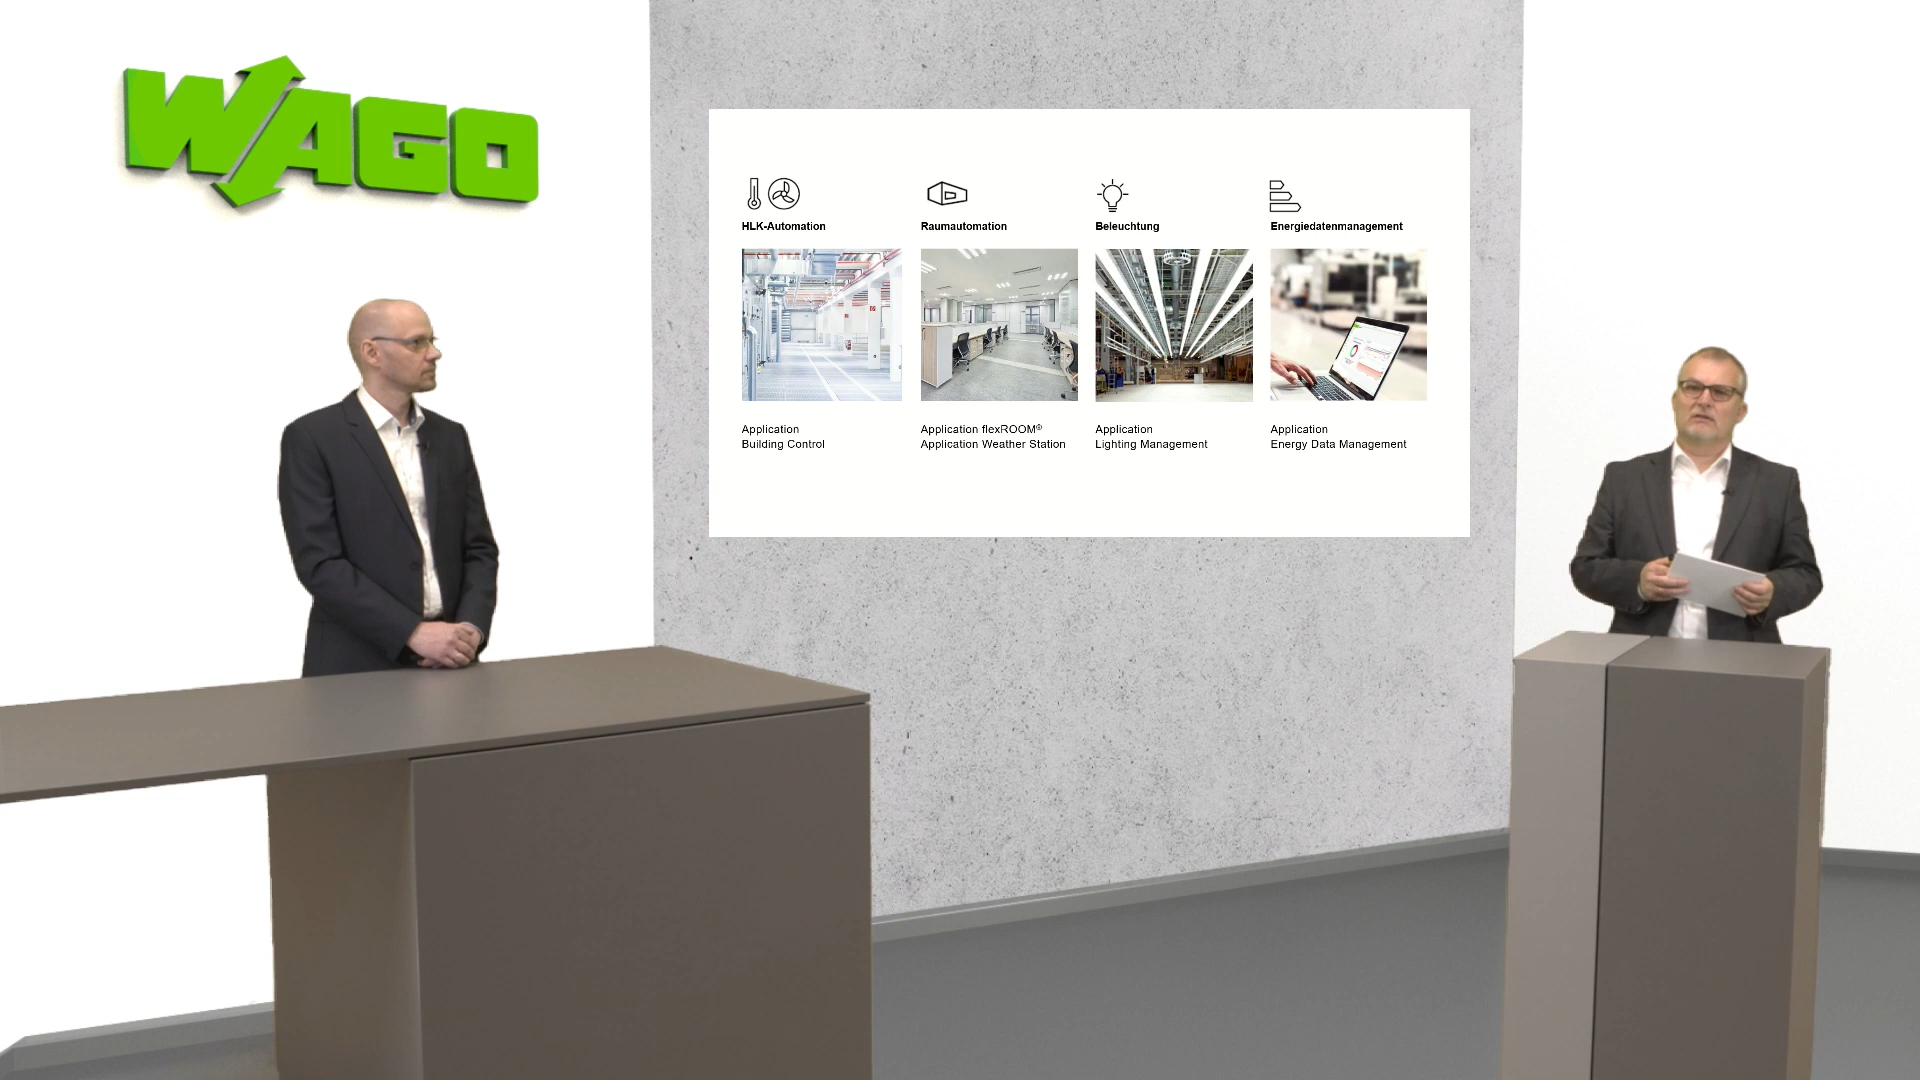 WAGO
HLK-Automation
Raumautomation
Beleuchtung
Energiedatenmanagement
Application
Building Control
Application flexROOM®
Application Weather Station
Application
Lighting Management
Application
Energy Data Management